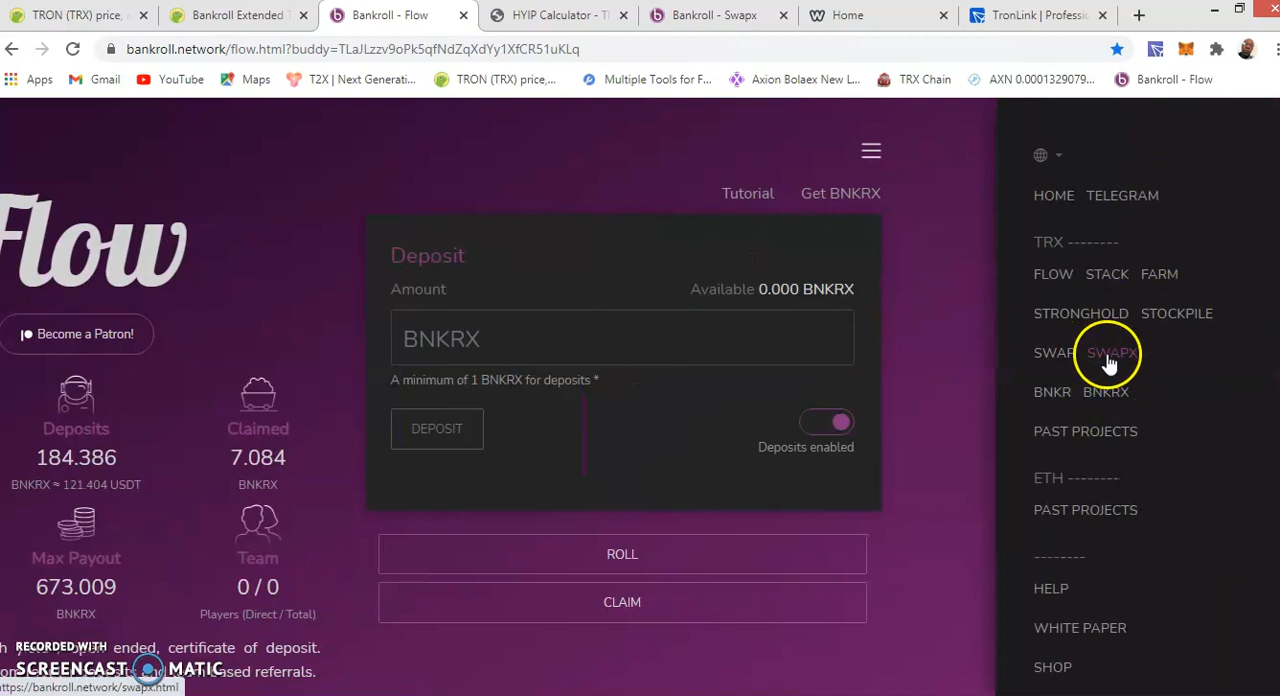 TRON (TRX) price, n
Bankroll Extended T
Bankroll - Flow
HYIP Calculator - Th
Bankroll - Swapx
Home
TronLink | Professio
bankroll.network/flow.html?buddy=TLaJLzzv9oPk5qfNdZqXdYy1XfCR51uKLq
Apps
Gmail
YouTube
Maps
T2X | Next Generati...
TRON (TRX) price,...
Multiple Tools for F...
Axion Bolaex New L...
TRX Chain
AXN 0.0001329079...
Bankroll - Flow
Tutorial Get BNKRX
HOME TELEGRAM
Flow
Deposit
TRX --------
Amount
Available 0.000 BNKRX
FLOW STACK FARM
BNKRX
STRONGHOLD STOCKPILE
Become a Patron!
SWAP SWAPX
A minimum of 1 BNKRX for deposits *
BNKR BNKRX
DEPOSIT
Deposits enabled
PAST PROJECTS
Deposits
184.386
BNKRX ≈ 121.404 USDT
Claimed
7.084
BNKRX
ETH --------
PAST PROJECTS
Max Payout
673.009
BNKRX
Team
0 / 0
Players (Direct / Total)
ROLL
CLAIM
--------
HELP
WHITE PAPER
SHOP
ended, certificate of deposit.
based referrals.
RECORDED WITH
SCREENCAST MATIC
https://bankroll.network/swapx.html